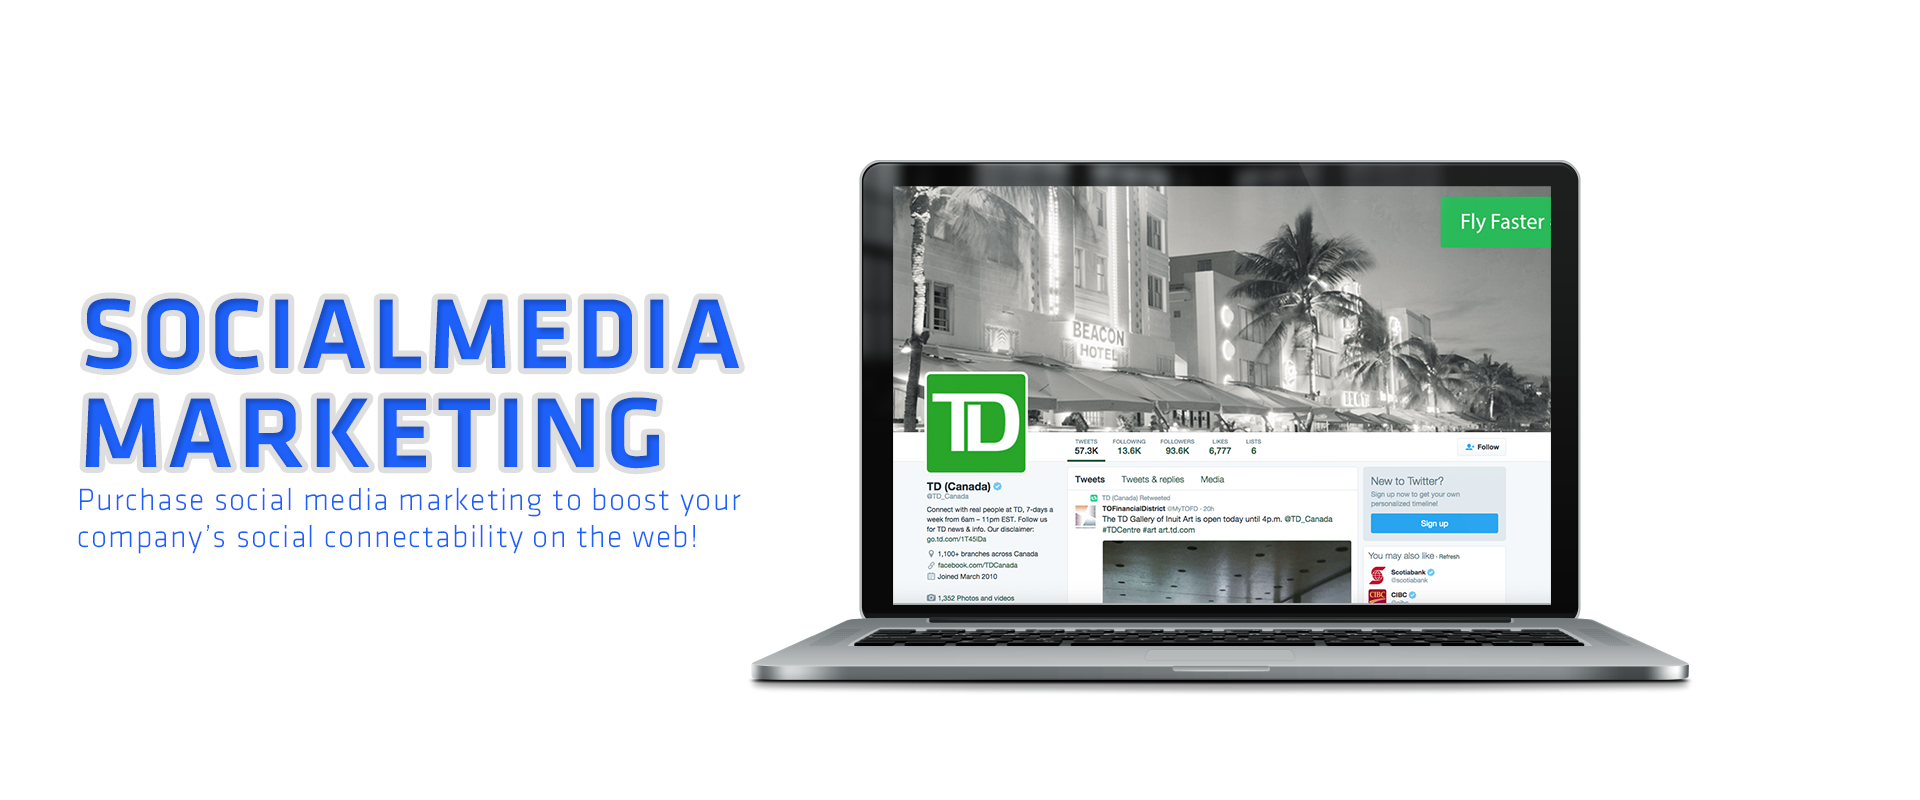 SOCIALMEDIA
MARKETING
Purchase social media marketing to boost your
company's social connectability on the web!
Fly Faster
BEACON
HOTEL
TD
TWEETS FOLLOWING FOLLOWERS LIKES LISTS
57.3K 13.6K 93.6K 6,777 6
Follow
TD (Canada)
@TD_Canada
Connect with real people at TD, 7-days a
week from 6am – 11pm EST. Follow us
for TD news & info. Our disclaimer:
go.td.com/1T45lDa
1,100+ branches across Canada
facebook.com/TDCanada
Joined March 2010
1,352 Photos and videos
Tweets Tweets & replies Media
TD (Canada) Retweeted
TOFinancialDistrict @MyTOFD · 20h
The TD Gallery of Inuit Art is open today until 4p.m. @TD_Canada
#TDCentre #art art.td.com
New to Twitter?
Sign up now to get your own
personalized timeline!
Sign up
You may also like · Refresh
Scotiabank
@scotiabank
CIBC
CIBC